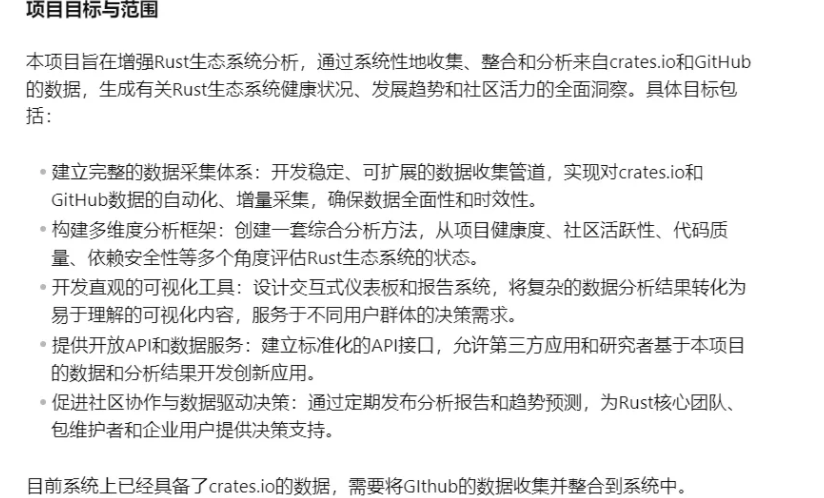 项目目标与范围
本项目旨在增强Rust生态系统分析，通过系统性地收集、整合和分析来自crates.io和GitHub
的数据，生成有关Rust生态系统健康状况、发展趋势和社区活力的全面洞察。具体目标包
括：
• 建立完整的数据采集体系：开发稳定、可扩展的数据收集管道，实现对crates.io和
GitHub数据的自动化、增量采集，确保数据全面性和时效性。
• 构建多维度分析框架：创建一套综合分析方法，从项目健康度、社区活跃性、代码质
量、依赖安全性等多个角度评估Rust生态系统的状态。
• 开发直观的可视化工具：设计交互式仪表板和报告系统，将复杂的数据分析结果转化为
易于理解的可视化内容，服务于不同用户群体的决策需求。
• 提供开放API和数据服务：建立标准化的API接口，允许第三方应用和研究者基于本项目
的数据和分析结果开发创新应用。
• 促进社区协作与数据驱动决策：通过定期发布分析报告和趋势预测，为Rust核心团队、
包维护者和企业用户提供决策支持。
目前系统上已经具备了crates.io的数据，需要将GIthub的数据收集并整合到系统中。